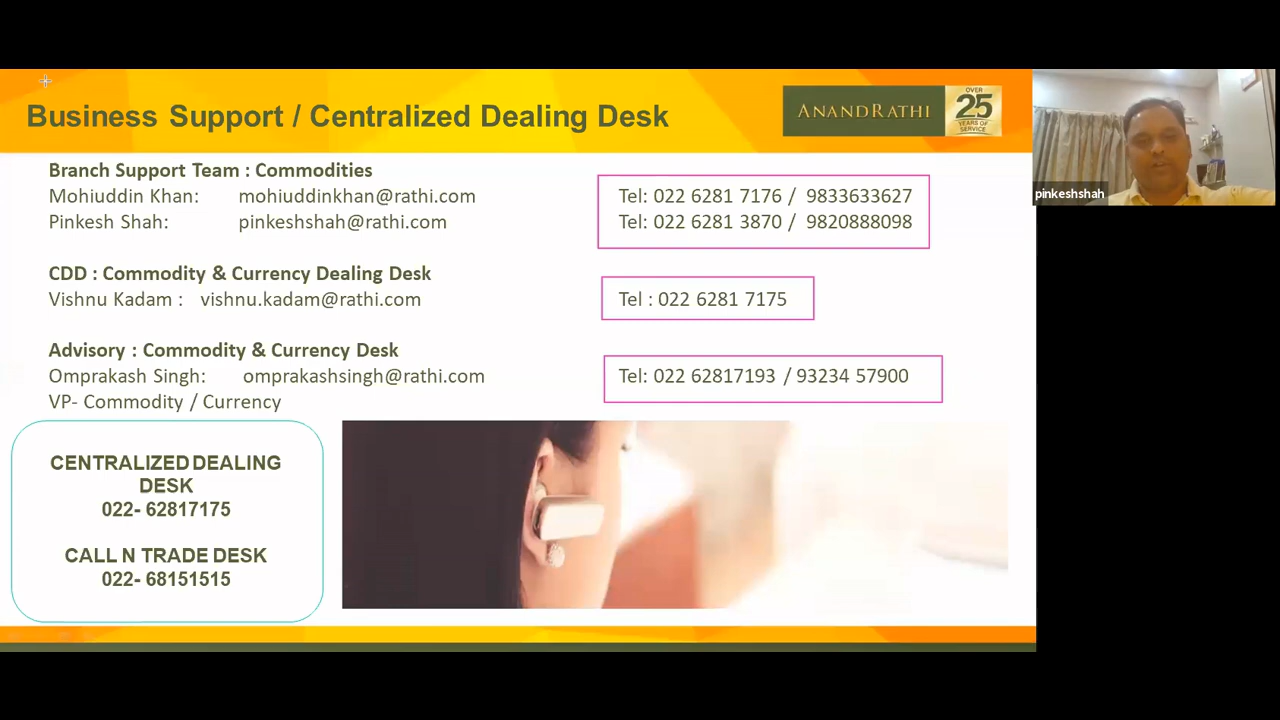 Business Support / Centralized Dealing Desk
ANANDRATHI
OVER
25
YEARS OF
SERVICE
pinkeshshah
Branch Support Team : Commodities
Mohiuddin Khan: mohiuddinkhan@rathi.com Tel: 022 6281 7176 / 9833633627
Pinkesh Shah: pinkeshshah@rathi.com Tel: 022 6281 3870 / 9820888098
CDD : Commodity & Currency Dealing Desk
Vishnu Kadam : vishnu.kadam@rathi.com Tel : 022 6281 7175
Advisory : Commodity & Currency Desk
Omprakash Singh: omprakashsingh@rathi.com Tel: 022 62817193 / 93234 57900
VP- Commodity / Currency
CENTRALIZED DEALING
DESK
022- 62817175
CALL N TRADE DESK
022- 68151515